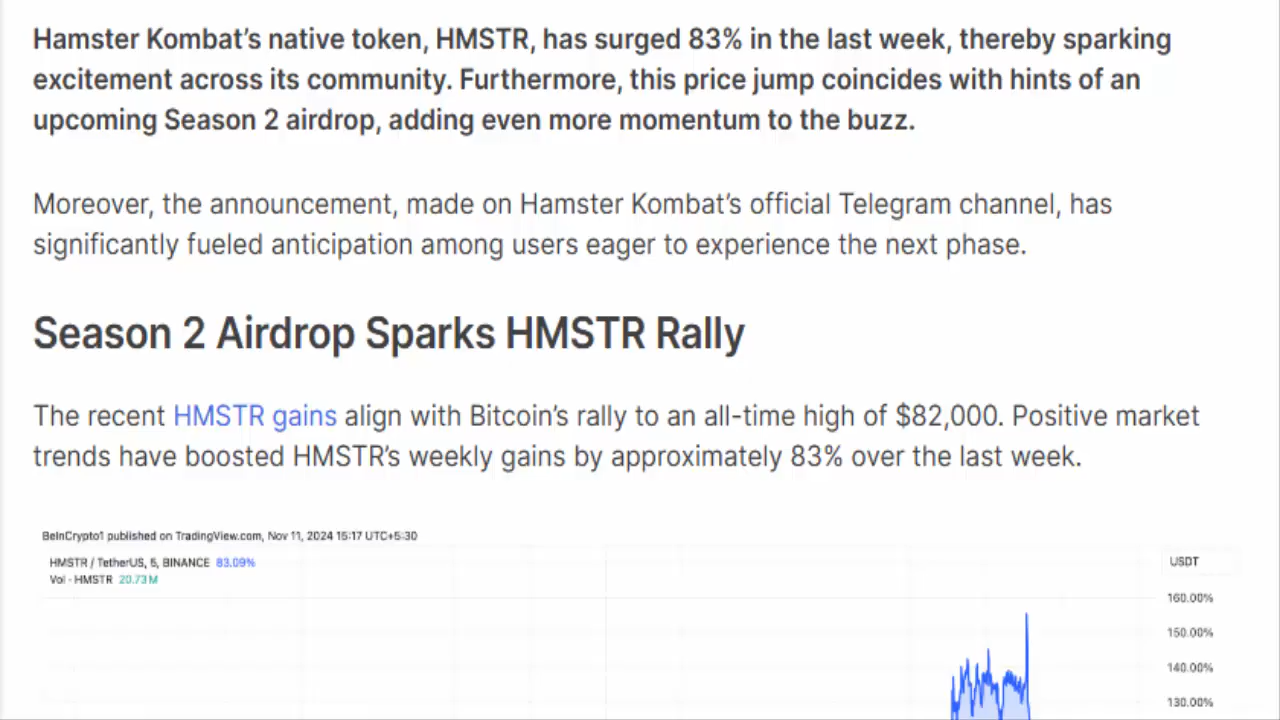 Hamster Kombat’s native token, HMSTR, has surged 83% in the last week, thereby sparking
excitement across its community. Furthermore, this price jump coincides with hints of an
upcoming Season 2 airdrop, adding even more momentum to the buzz.
Moreover, the announcement, made on Hamster Kombat’s official Telegram channel, has
significantly fueled anticipation among users eager to experience the next phase.
Season 2 Airdrop Sparks HMSTR Rally
The recent HMSTR gains align with Bitcoin’s rally to an all-time high of $82,000. Positive market
trends have boosted HMSTR’s weekly gains by approximately 83% over the last week.
BeInCrypto1 published on TradingView.com, Nov 11, 2024 15:17 UTC+5:30
HMSTR / TetherUS, 5, BINANCE 83.09%
Vol · HMSTR 20.73M
USDT
160.00%
150.00%
140.00%
130.00%